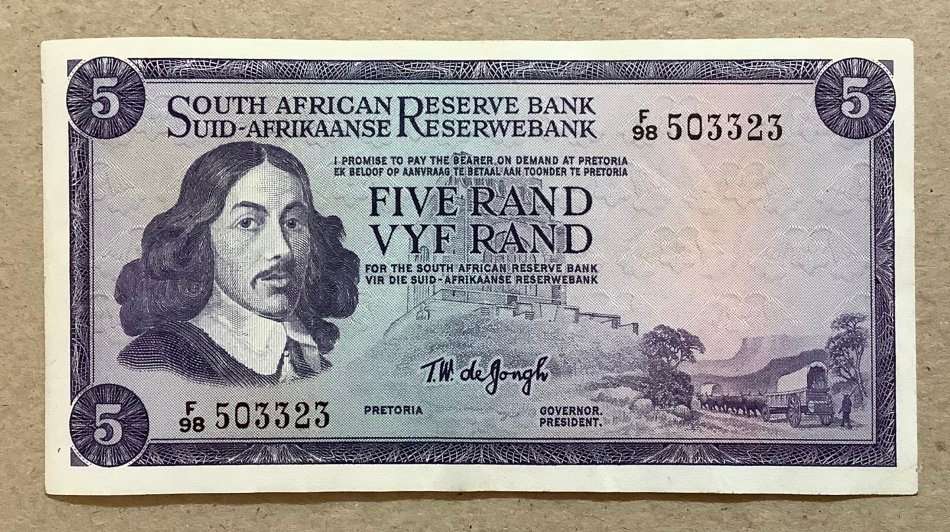 5
5
SOUTH AFRICAN RESERVE BANK
SUID-AFRIKAANSE RESERWEBANK
F/98 503323
I PROMISE TO PAY THE BEARER ON DEMAND AT PRETORIA
EK BELOOF OP AANVRAAG TE BETAAL AAN TOONDER TE PRETORIA
FIVE RAND
VYF RAND
FOR THE SOUTH AFRICAN RESERVE BANK
VIR DIE SUID-AFRIKAANSE RESERWEBANK
T.W. de Jongh
5
F/98 503323
PRETORIA
GOVERNOR.
PRESIDENT.